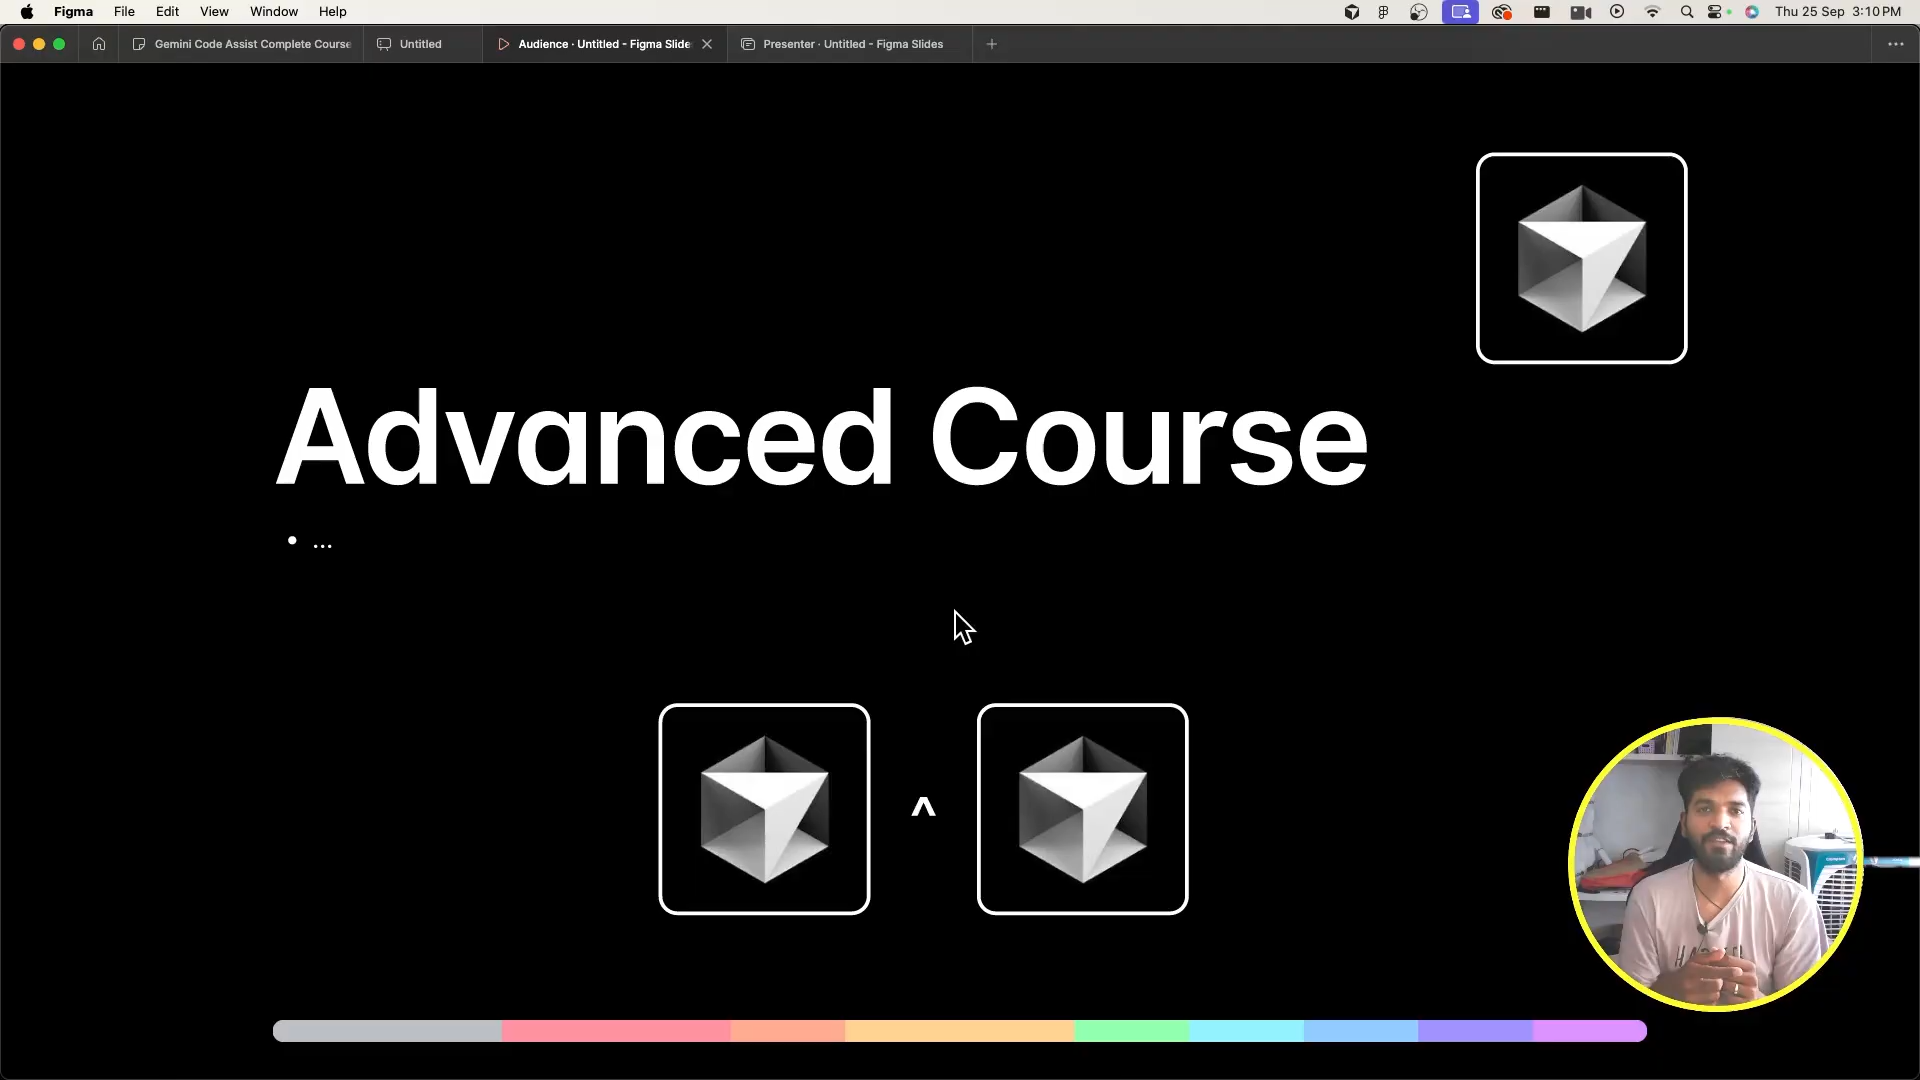 Figma File Edit View Window Help Thu 25 Sep 3:10 PM
Gemini Code Assist Complete Course Untitled Audience · Untitled – Figma Slide Presenter · Untitled – Figma Slides
Advanced Course
• ...
^